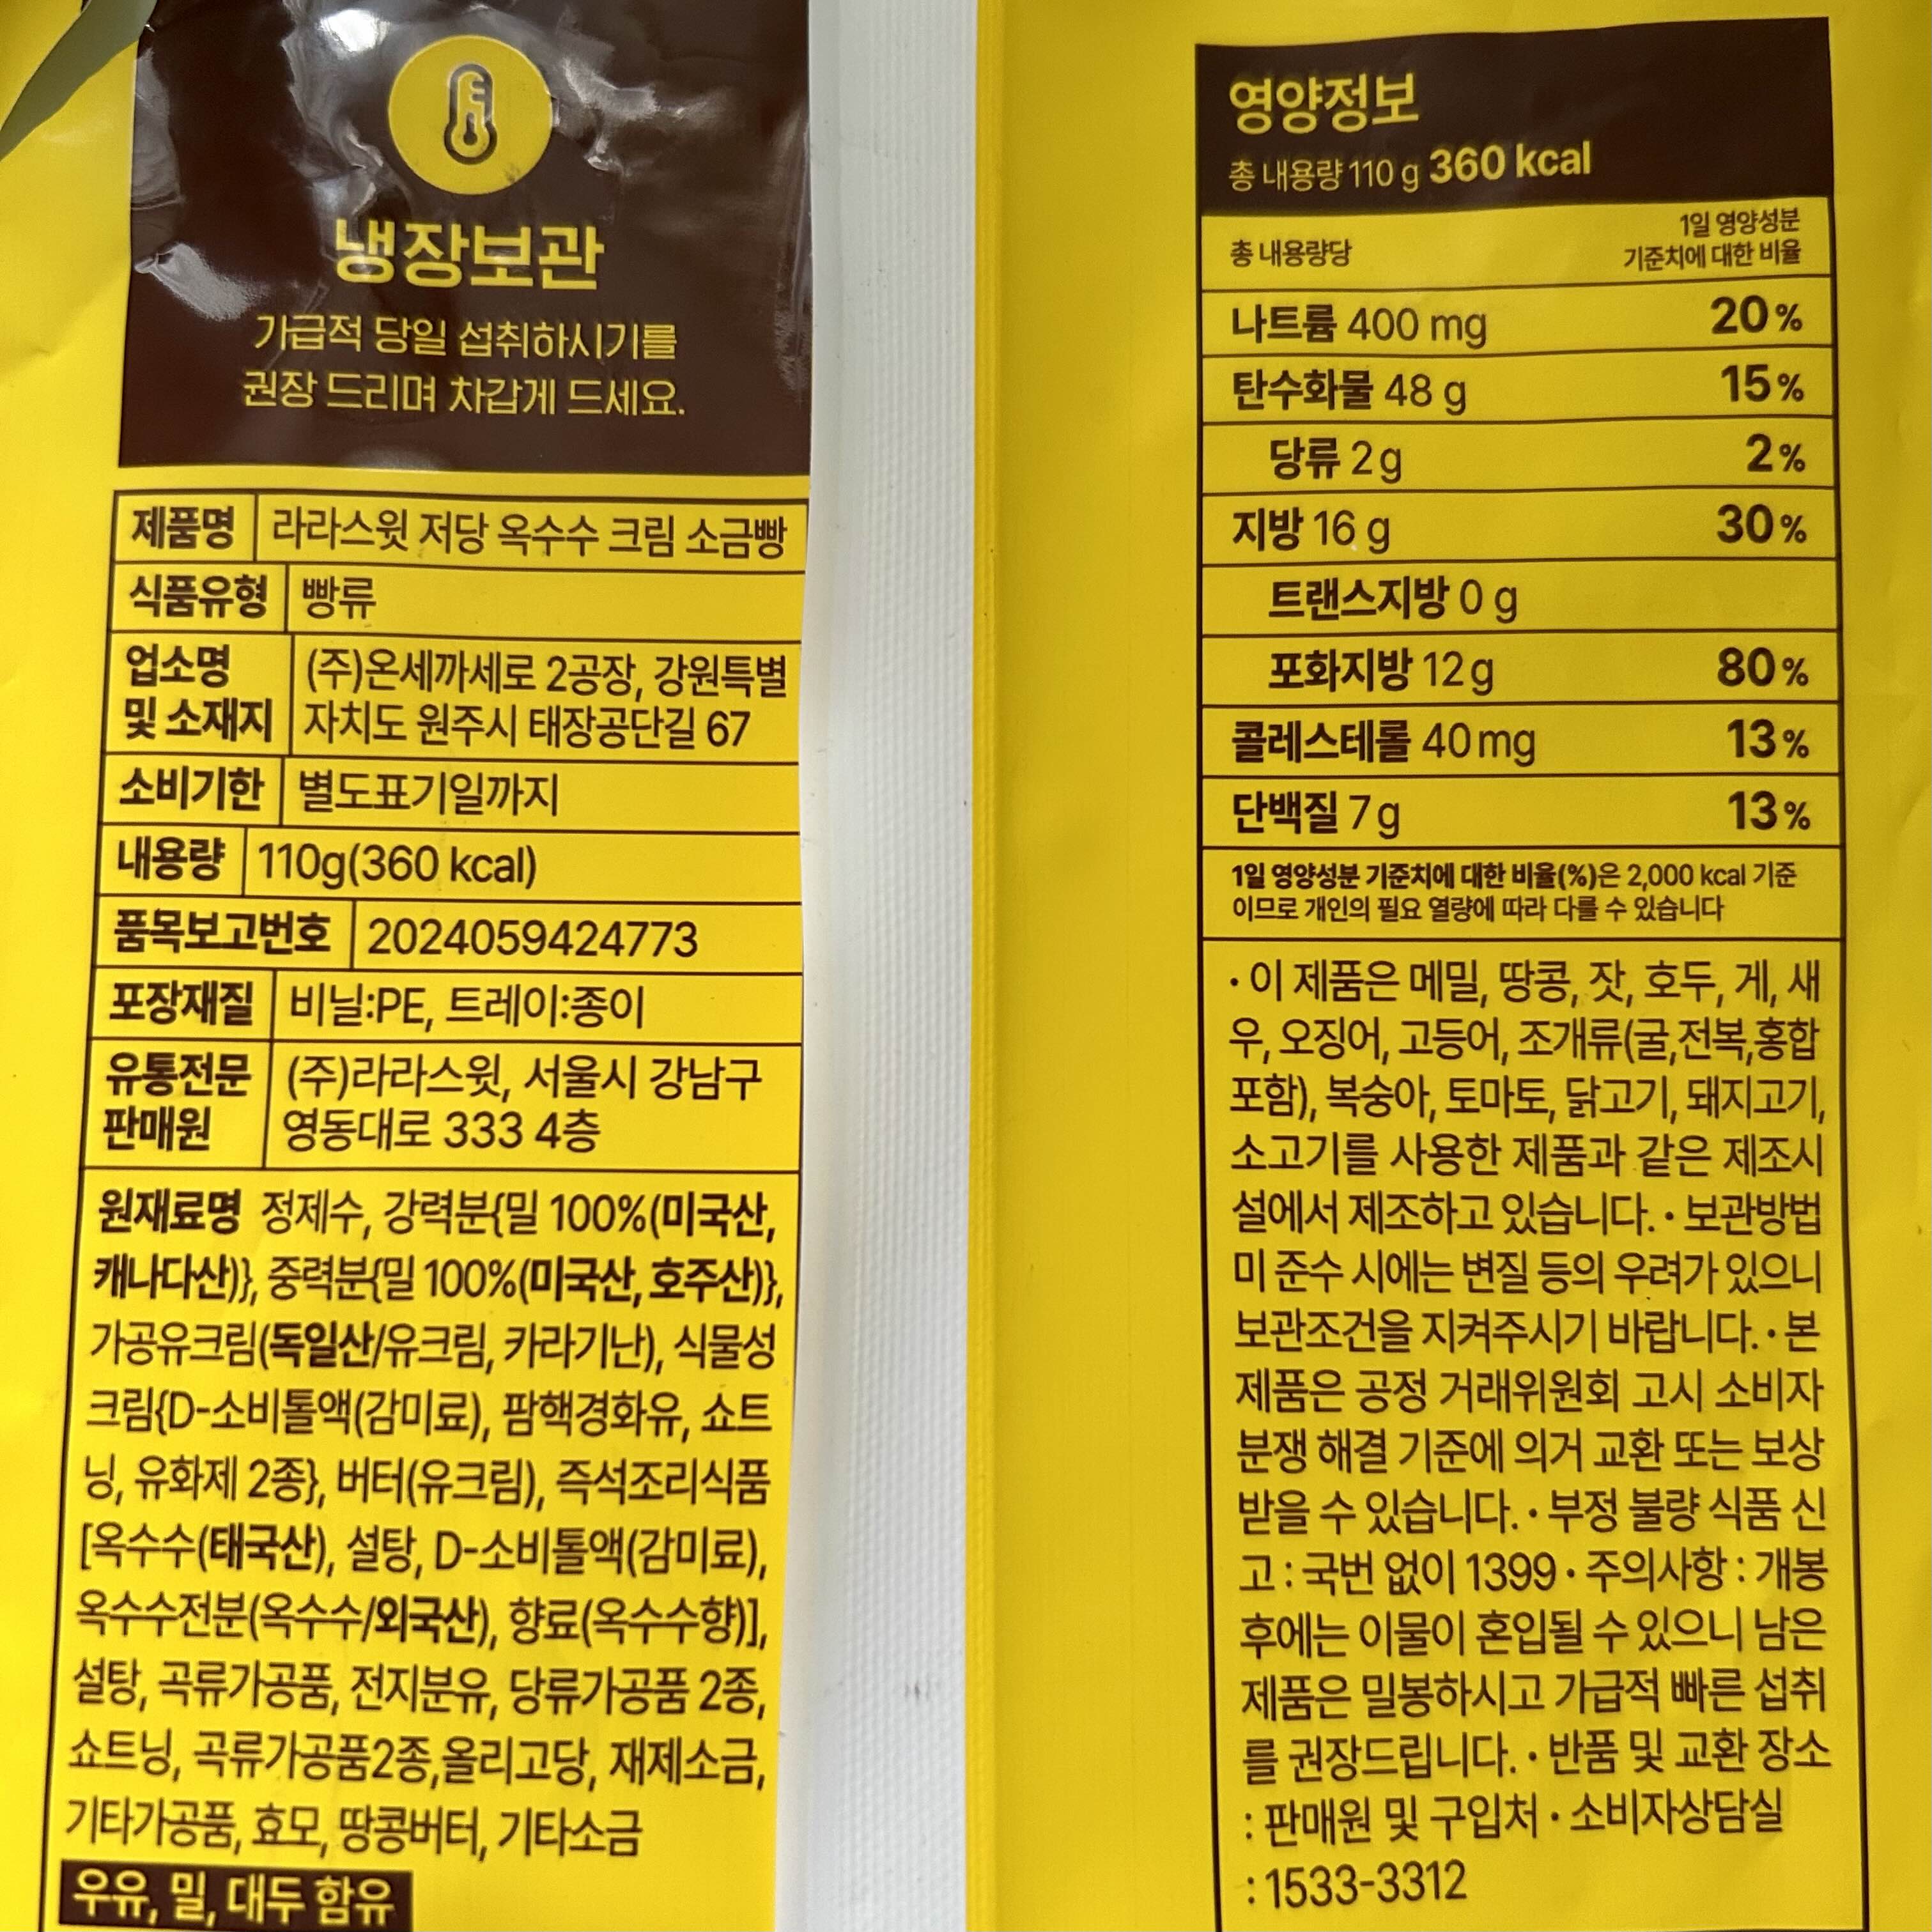 냉장보관
가급적 당일 섭취하시기를
권장 드리며 차갑게 드세요.
제품명 라라스윗 저당 옥수수 크림 소금빵
식품유형 빵류
업소명 및 소재지
(주)온세까세로 2공장, 강원특별
자치도 원주시 태장공단길 67
소비기한 별도표기일까지
내용량 110g(360 kcal)
품목보고번호 2024059424773
포장재질 비닐:PE, 트레이:종이
유통전문 판매원
(주)라라스윗, 서울시 강남구
영동대로 333 4층
원재료명 정제수, 강력분{밀 100%(미국산,
캐나다산)}, 중력분{밀 100%(미국산, 호주산)},
가공유크림(독일산/유크림, 카라기난), 식물성
크림{D-소비톨액(감미료), 팜핵경화유, 쇼트
닝, 유화제 2종}, 버터(유크림), 즉석조리식품
[옥수수(태국산), 설탕, D-소비톨액(감미료),
옥수수전분(옥수수/외국산), 향료(옥수수향)],
설탕, 곡류가공품, 전지분유, 당류가공품 2종,
쇼트닝, 곡류가공품2종,올리고당, 재제소금,
기타가공품, 효모, 땅콩버터, 기타소금
우유, 밀, 대두 함유
영양정보
총 내용량 110 g 360 kcal
총 내용량당
1일 영양성분
기준치에 대한 비율
나트륨 400 mg 20%
탄수화물 48 g 15%
당류 2 g 2%
지방 16 g 30%
트랜스지방 0 g
포화지방 12 g 80%
콜레스테롤 40 mg 13%
단백질 7 g 13%
1일 영양성분 기준치에 대한 비율(%)은 2,000 kcal 기준
이므로 개인의 필요 열량에 따라 다를 수 있습니다
• 이 제품은 메밀, 땅콩, 잣, 호두, 게, 새
우, 오징어, 고등어, 조개류(굴,전복,홍합
포함), 복숭아, 토마토, 닭고기, 돼지고기,
소고기를 사용한 제품과 같은 제조시
설에서 제조하고 있습니다. • 보관방법
미 준수 시에는 변질 등의 우려가 있으니
보관조건을 지켜주시기 바랍니다. • 본
제품은 공정 거래위원회 고시 소비자
분쟁 해결 기준에 의거 교환 또는 보상
받을 수 있습니다. • 부정 불량 식품 신
고 : 국번 없이 1399 • 주의사항 : 개봉
후에는 이물이 혼입될 수 있으니 남은
제품은 밀봉하시고 가급적 빠른 섭취
를 권장드립니다. • 반품 및 교환 장소
: 판매원 및 구입처 • 소비자상담실
: 1533-3312